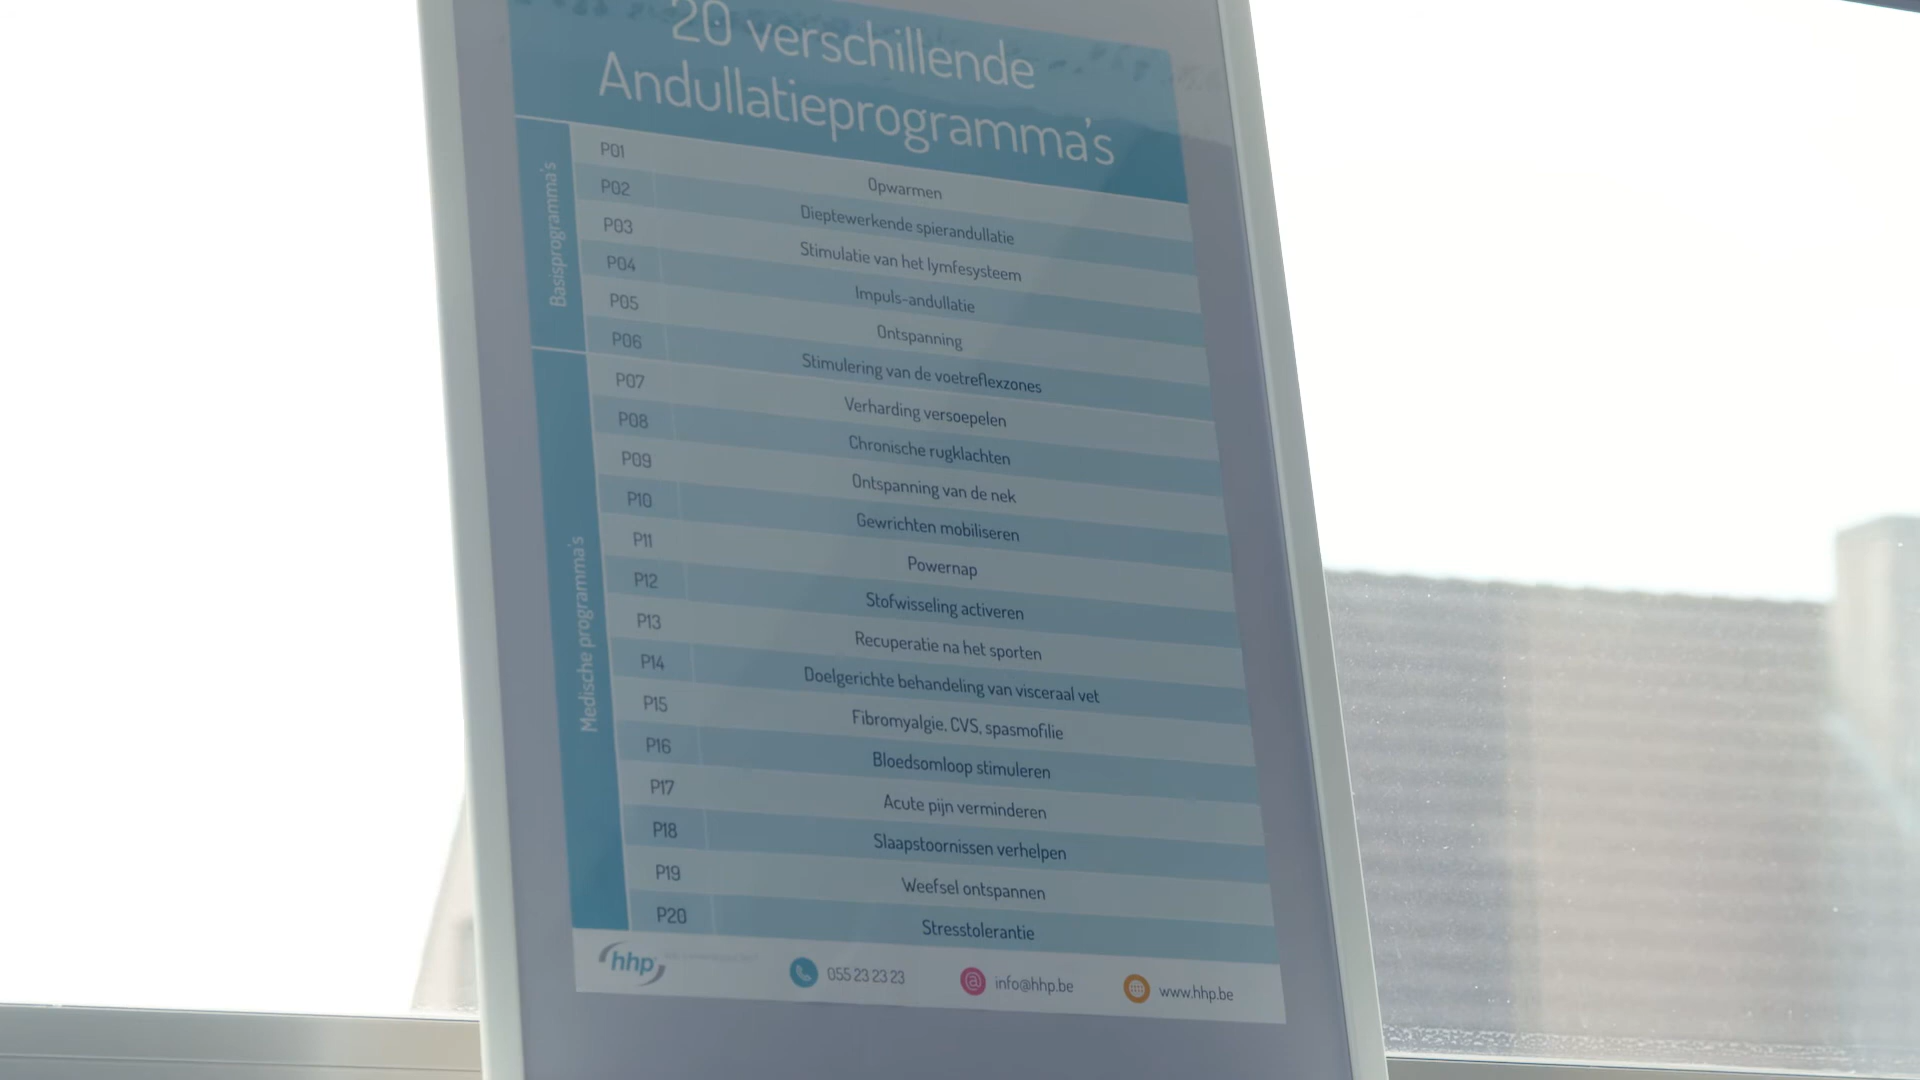 20 verschillende
Andullatieprogramma's
Basisprogramma's
P01 Opwarmen
P02 Dieptewerkende spierandullatie
P03 Stimulatie van het lymfesysteem
P04 Impuls-andullatie
P05 Ontspanning
P06 Stimulering van de voetreflexzones
Medische programma's
P07 Verharding versoepelen
P08 Chronische rugklachten
P09 Ontspanning van de nek
P10 Gewrichten mobiliseren
P11 Powernap
P12 Stofwisseling activeren
P13 Recuperatie na het sporten
P14 Doelgerichte behandeling van visceraal vet
P15 Fibromyalgie, CVS, spasmofilie
P16 Bloedsomloop stimuleren
P17 Acute pijn verminderen
P18 Slaapstoornissen verhelpen
P19 Weefsel ontspannen
P20 Stresstolerantie
hhp 055 23 23 23 info@hhp.be www.hhp.be